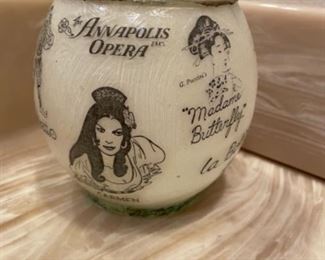 The
ANNAPOLIS
OPERA INC.
G. Puccini's
"Madame
Butterfly"
La
CARMEN